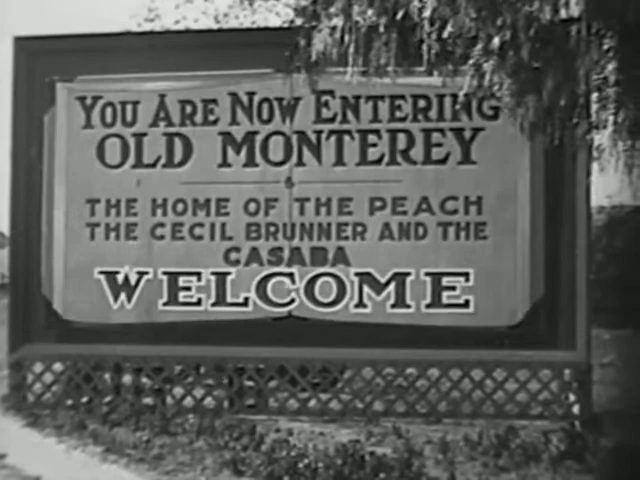 You Are Now Entering
OLD MONTEREY
THE HOME OF THE PEACH
THE CECIL BRUNNER AND THE
CASABA
WELCOME